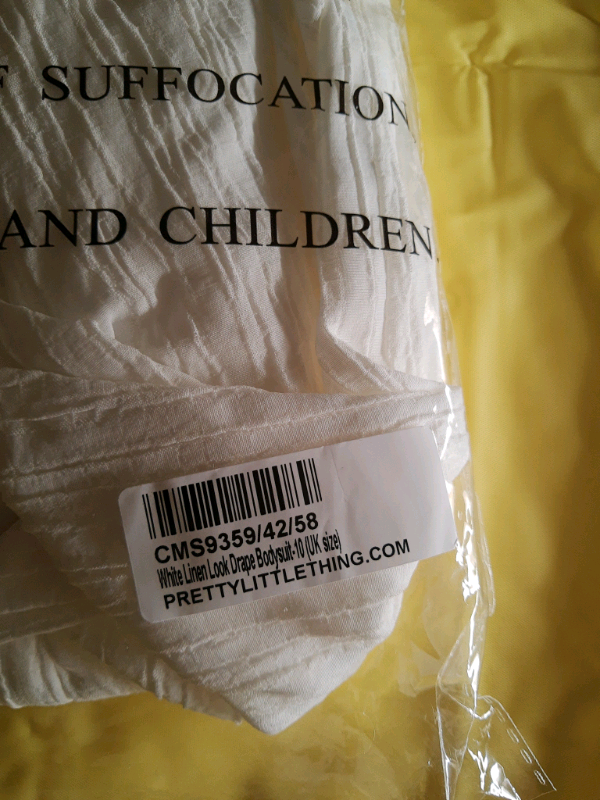 F SUFFOCATION,
AND CHILDREN.
CMS9359/42/58
White Linen Look Drape Bodysuit-10 (UK size)
PRETTYLITTLETHING.COM